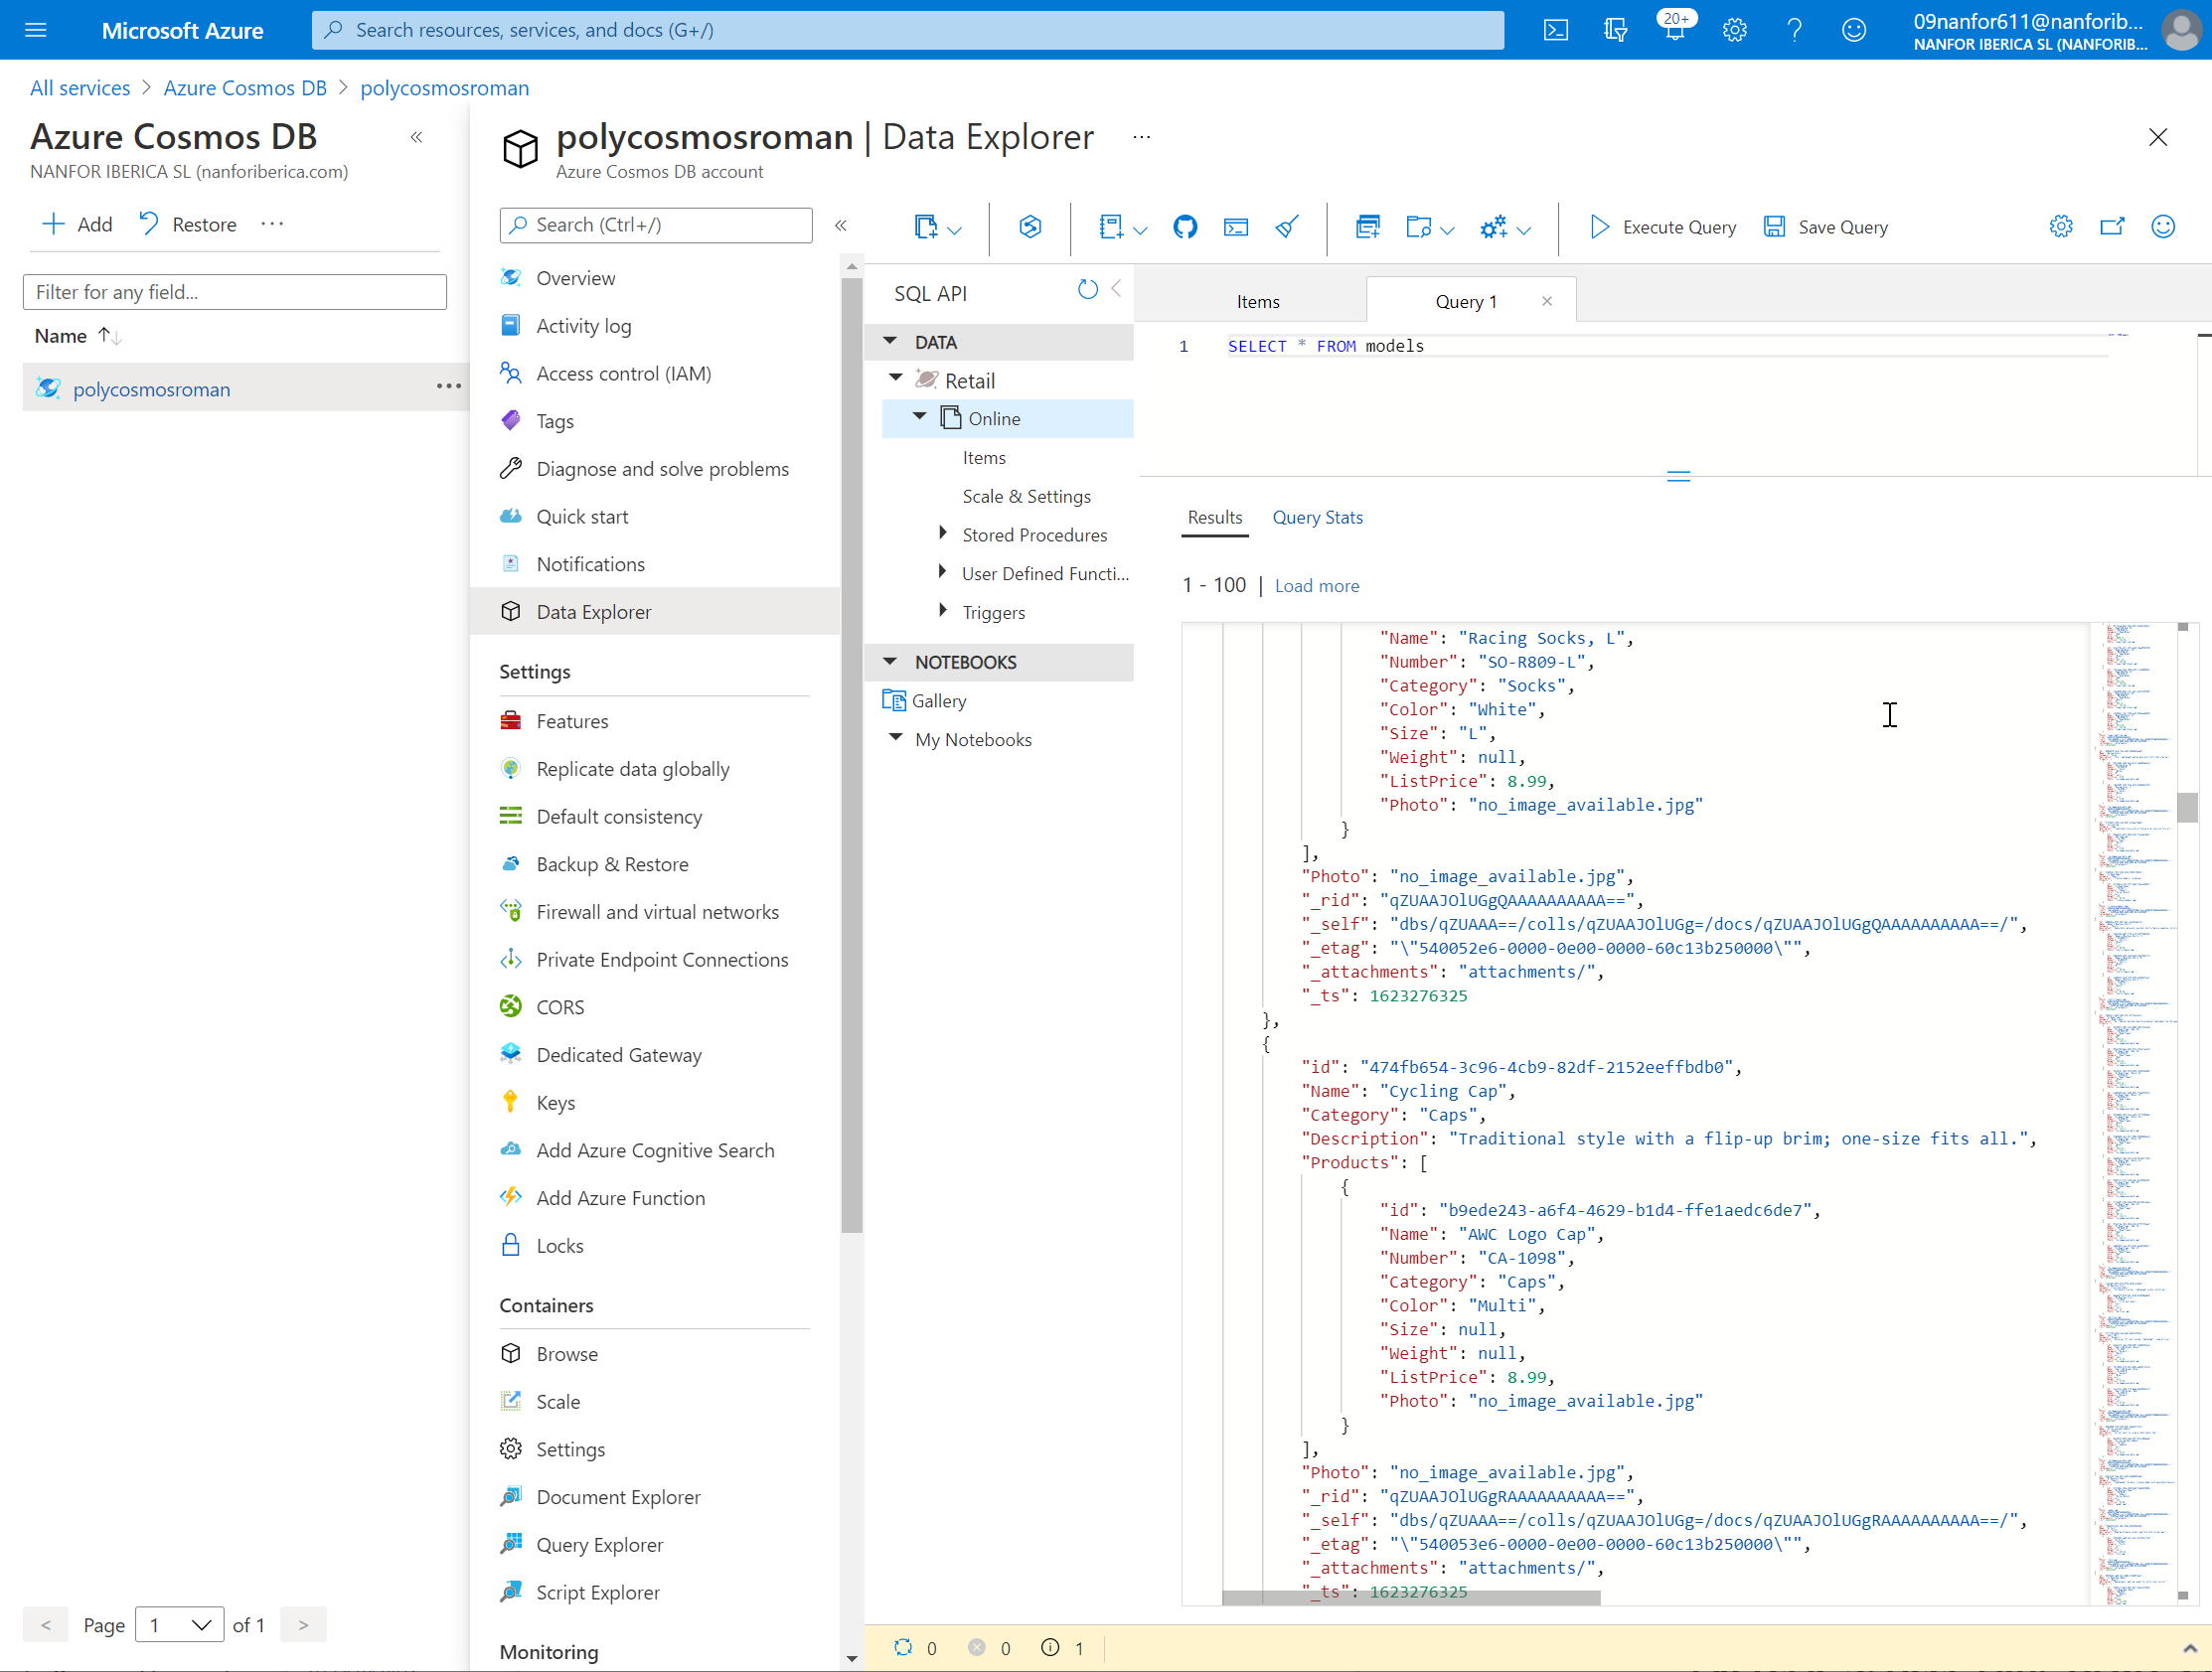 Microsoft Azure
Search resources, services, and docs (G+/)
20+
09nanfor611@nanforib...
NANFOR IBERICA SL (NANFORIB...
All services > Azure Cosmos DB > polycosmosroman
Azure Cosmos DB
NANFOR IBERICA SL (nanforiberica.com)
Add
Restore
Filter for any field...
Name
polycosmosroman
< Page 1 of 1 >
polycosmosroman | Data Explorer
Azure Cosmos DB account
Search (Ctrl+/)
Overview
Activity log
Access control (IAM)
Tags
Diagnose and solve problems
Quick start
Notifications
Data Explorer
Settings
Features
Replicate data globally
Default consistency
Backup & Restore
Firewall and virtual networks
Private Endpoint Connections
CORS
Dedicated Gateway
Keys
Add Azure Cognitive Search
Add Azure Function
Locks
Containers
Browse
Scale
Settings
Document Explorer
Query Explorer
Script Explorer
Monitoring
Execute Query
Save Query
SQL API
DATA
Retail
Online
Items
Scale & Settings
Stored Procedures
User Defined Functi...
Triggers
NOTEBOOKS
Gallery
My Notebooks
Items
Query 1
1 SELECT * FROM models
Results
Query Stats
1 - 100 | Load more
"Name": "Racing Socks, L",
"Number": "SO-R809-L",
"Category": "Socks",
"Color": "White",
"Size": "L",
"Weight": null,
"ListPrice": 8.99,
"Photo": "no_image_available.jpg"
}
],
"Photo": "no_image_available.jpg",
"_rid": "qZUAAJOlUGgQAAAAAAAAAA==",
"_self": "dbs/qZUAAA==/colls/qZUAAJOlUGg=/docs/qZUAAJOlUGgQAAAAAAAAAA==/",
"_etag": "\"540052e6-0000-0e00-0000-60c13b250000\"",
"_attachments": "attachments/",
"_ts": 1623276325
},
{
"id": "474fb654-3c96-4cb9-82df-2152eeffbdb0",
"Name": "Cycling Cap",
"Category": "Caps",
"Description": "Traditional style with a flip-up brim; one-size fits all.",
"Products": [
{
"id": "b9ede243-a6f4-4629-b1d4-ffe1aedc6de7",
"Name": "AWC Logo Cap",
"Number": "CA-1098",
"Category": "Caps",
"Color": "Multi",
"Size": null,
"Weight": null,
"ListPrice": 8.99,
"Photo": "no_image_available.jpg"
}
],
"Photo": "no_image_available.jpg",
"_rid": "qZUAAJOlUGgRAAAAAAAAAA==",
"_self": "dbs/qZUAAA==/colls/qZUAAJOlUGg=/docs/qZUAAJOlUGgRAAAAAAAAAA==/",
"_etag": "\"540053e6-0000-0e00-0000-60c13b250000\"",
"_attachments": "attachments/",
"_ts": 1623276325
0 0 1